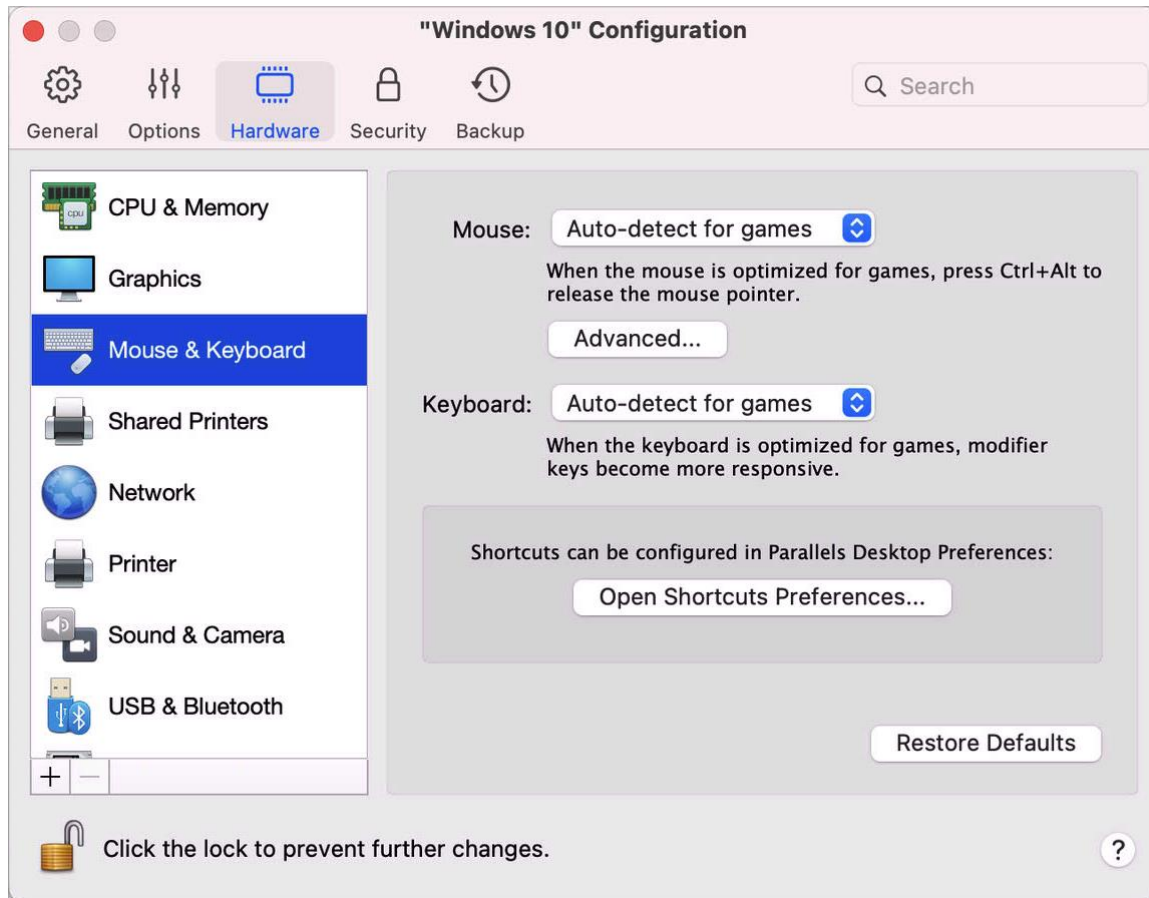 "Windows 10" Configuration
General
Options
Hardware
Security
Backup
Search
CPU & Memory
cpu
Graphics
Mouse & Keyboard
Shared Printers
Network
Printer
Sound & Camera
USB & Bluetooth
Mouse:
Auto-detect for games
When the mouse is optimized for games, press Ctrl+Alt to
release the mouse pointer.
Advanced...
Keyboard:
Auto-detect for games
When the keyboard is optimized for games, modifier
keys become more responsive.
Shortcuts can be configured in Parallels Desktop Preferences:
Open Shortcuts Preferences...
Restore Defaults
+ −
Click the lock to prevent further changes.
?